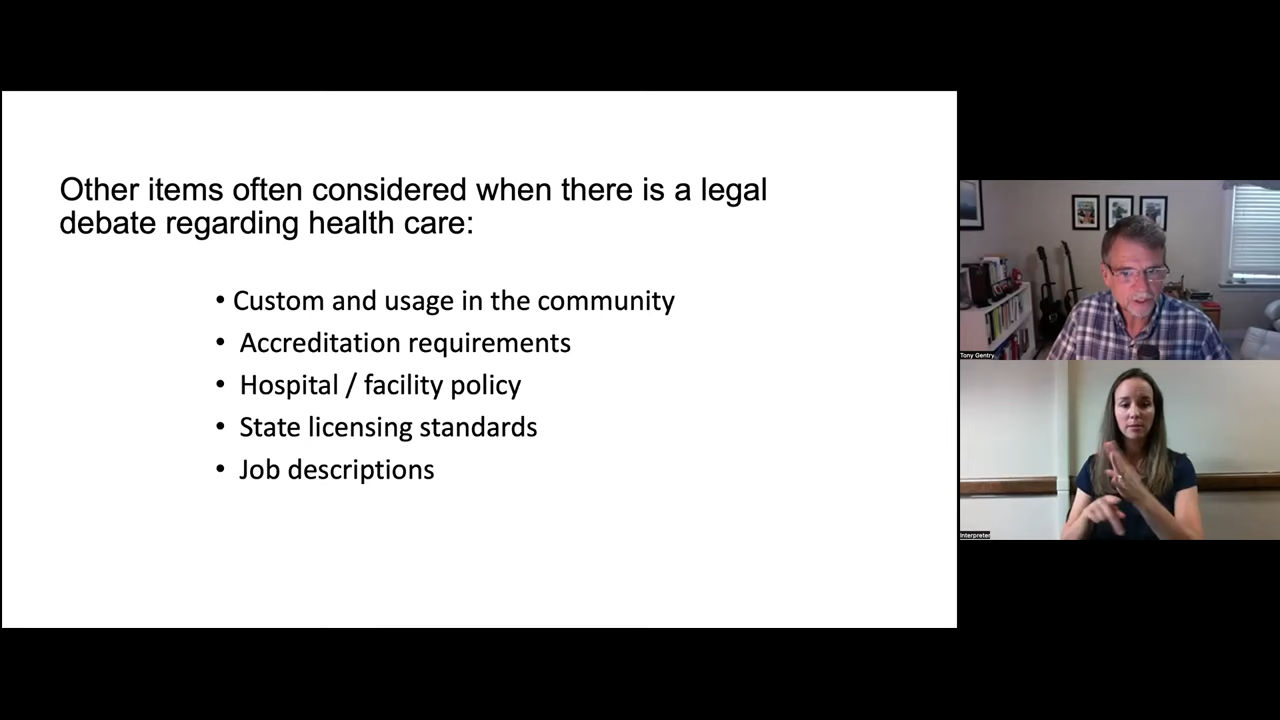 Other items often considered when there is a legal
debate regarding health care:
• Custom and usage in the community
• Accreditation requirements
• Hospital / facility policy
• State licensing standards
• Job descriptions
Tony Gentry
Interpreter